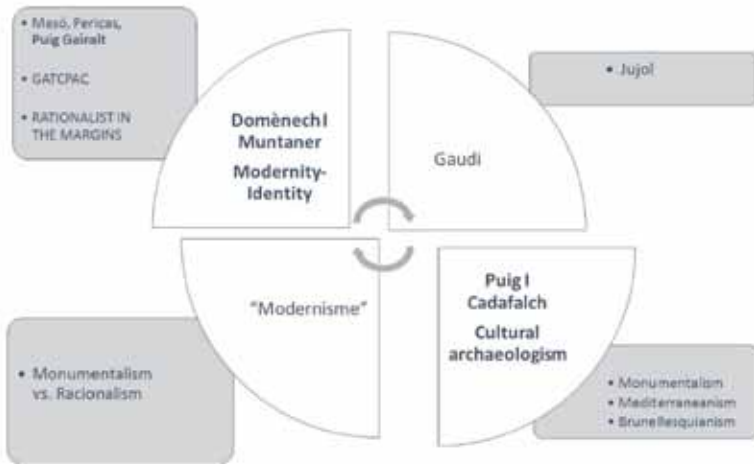 • Masó, Pericas,
Puig Gairalt
• GATCPAC
• RATIONALIST IN
THE MARGINS
Domènech I
Muntaner
Modernity-
Identity
• Jujol
Gaudi
"Modernisme"
• Monumentalism
vs. Racionalism
Puig I
Cadafalch
Cultural
archaeologism
• Monumentalism
• Mediterraneanism
• Brunellesquianism